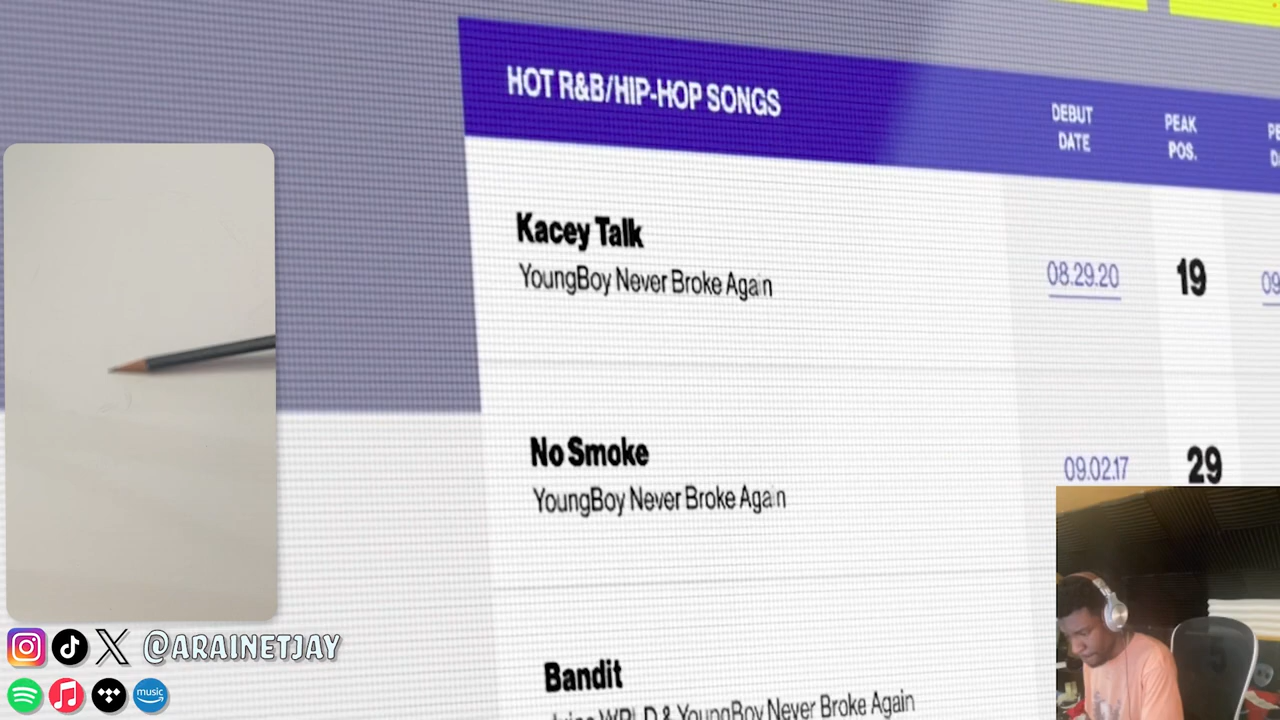 HOT R&B/HIP-HOP SONGS
DEBUT
DATE
PEAK
POS.
Kacey Talk
YoungBoy Never Broke Again
08.29.20
19
No Smoke
YoungBoy Never Broke Again
09.02.17
29
Bandit
& YoungBoy Never Broke Again
@ARAINETJAY
music